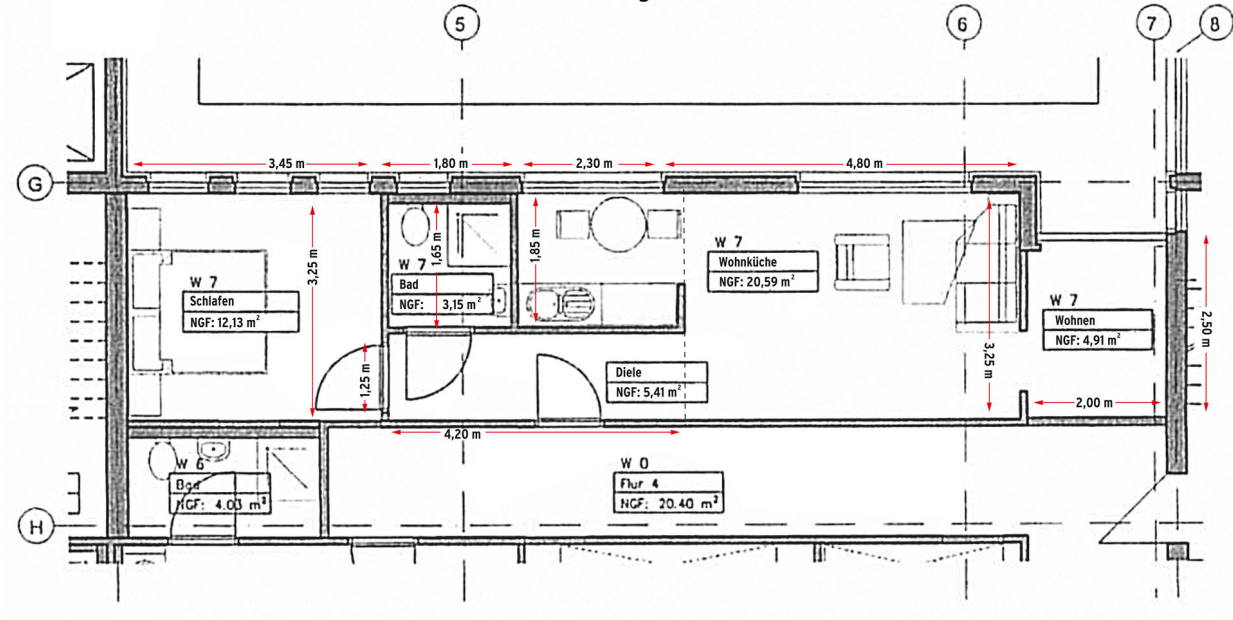 5
6
7
8
G
3,45 m
1,80 m
2,30 m
4,80 m
3,25 m
1,65 m
1,85 m
W 7
Schlafen
NGF: 12,13 m²
W 7
Bad
NGF: 3,15 m²
W 7
Wohnküche
NGF: 20,59 m²
W 7
Wohnen
NGF: 4,91 m²
2,50 m
3,25 m
1,25 m
Diele
NGF: 5,41 m²
2,00 m
4,20 m
W 6
Bad
NGF: 4.03 m²
W 0
Flur 4
NGF: 20.40 m²
H